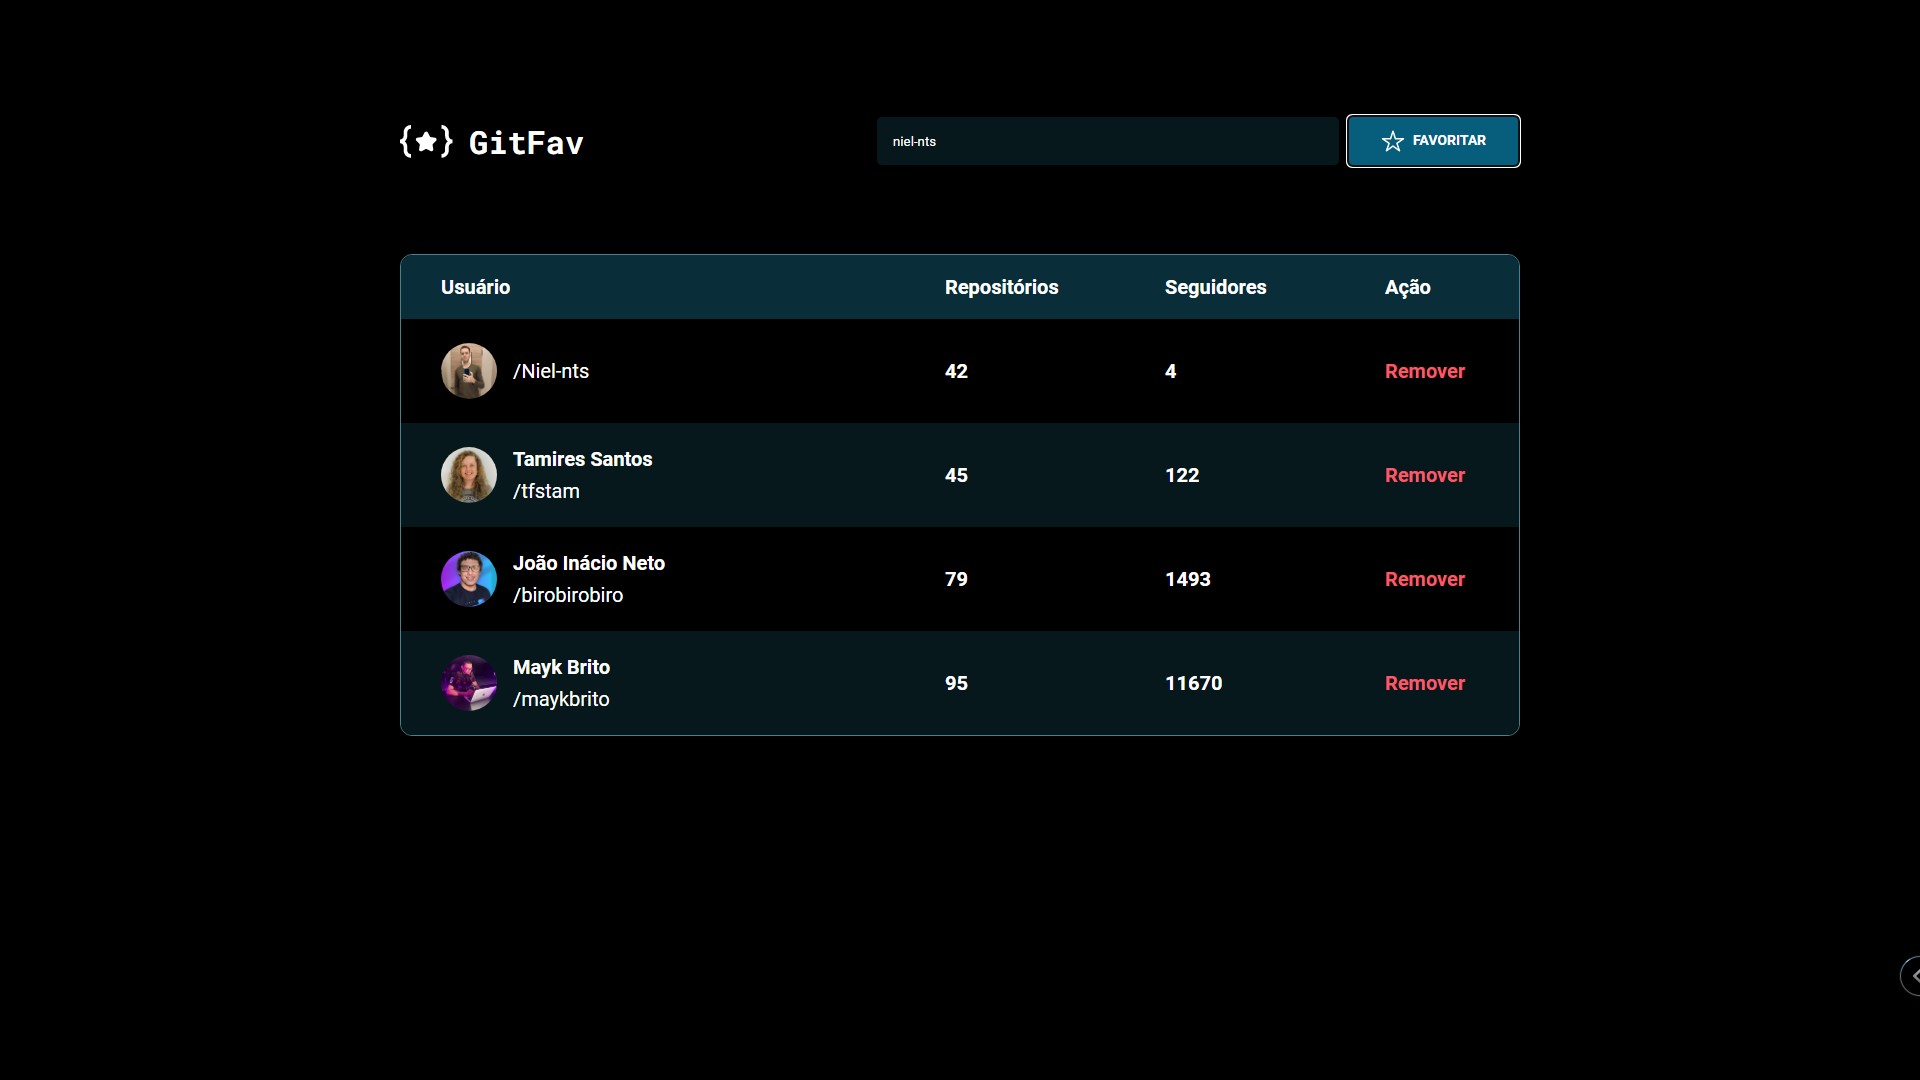 GitFav
niel-nts
FAVORITAR
Usuário Repositórios Seguidores Ação
/Niel-nts 42 4 Remover
Tamires Santos
/tfstam 45 122 Remover
João Inácio Neto
/birobirobiro 79 1493 Remover
Mayk Brito
/maykbrito 95 11670 Remover